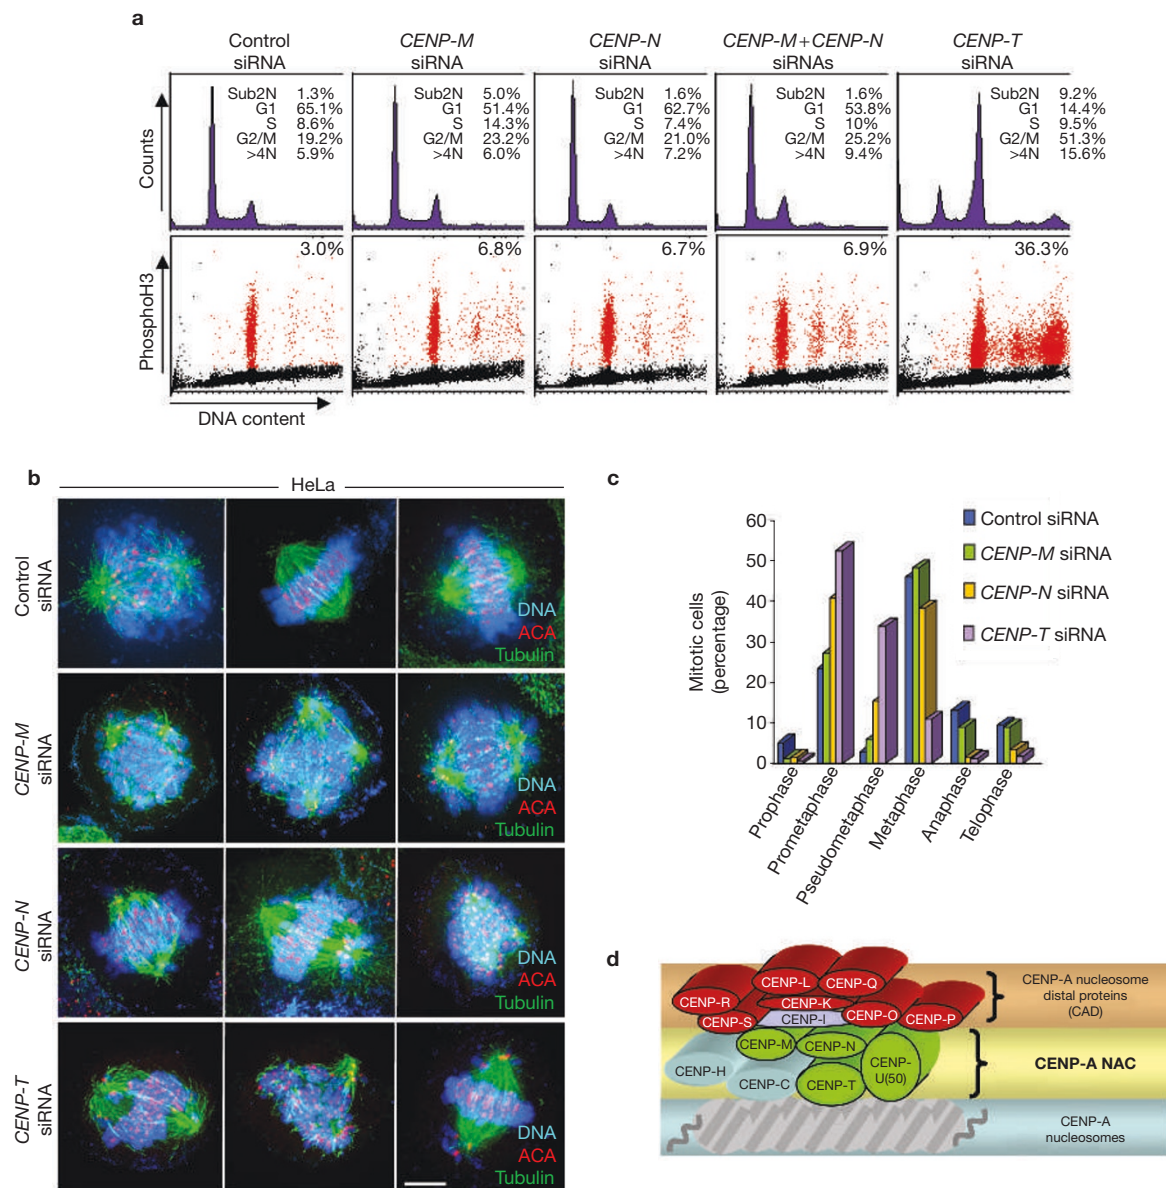 a
Control siRNA
CENP-M siRNA
CENP-N siRNA
CENP-M+CENP-N siRNAs
CENP-T siRNA
Counts
Sub2N 1.3%
G1 65.1%
S 8.6%
G2/M 19.2%
>4N 5.9%
Sub2N 5.0%
G1 51.4%
S 14.3%
G2/M 23.2%
>4N 6.0%
Sub2N 1.6%
G1 62.7%
S 7.4%
G2/M 21.0%
>4N 7.2%
Sub2N 1.6%
G1 53.8%
S 10%
G2/M 25.2%
>4N 9.4%
Sub2N 9.2%
G1 14.4%
S 9.5%
G2/M 51.3%
>4N 15.6%
PhosphoH3
3.0%
6.8%
6.7%
6.9%
36.3%
DNA content
b
HeLa
Control siRNA
DNA
ACA
Tubulin
CENP-M siRNA
DNA
ACA
Tubulin
CENP-N siRNA
DNA
ACA
Tubulin
CENP-T siRNA
DNA
ACA
Tubulin
c
Mitotic cells (percentage)
60
50
40
30
20
10
0
Control siRNA
CENP-M siRNA
CENP-N siRNA
CENP-T siRNA
Prophase
Prometaphase
Pseudometaphase
Metaphase
Anaphase
Telophase
d
CENP-L
CENP-Q
CENP-R
CENP-K
CENP-S
CENP-I
CENP-O
CENP-P
CENP-A nucleosome
distal proteins
(CAD)
CENP-M
CENP-N
CENP-H
CENP-C
CENP-T
CENP-
U(50)
CENP-A NAC
CENP-A
nucleosomes